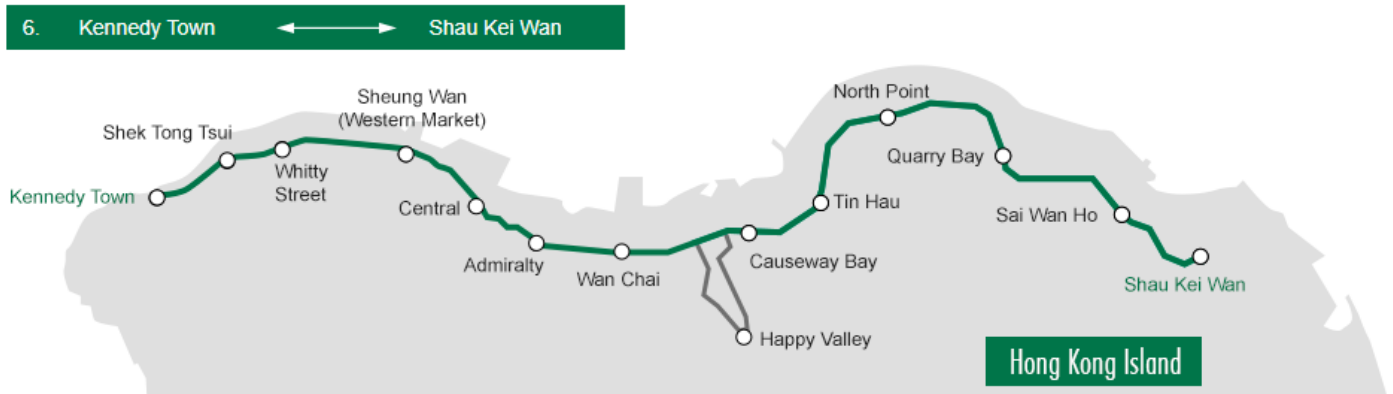 6. Kennedy Town Shau Kei Wan
Sheung Wan
(Western Market)
North Point
Shek Tong Tsui
Quarry Bay
Whitty
Street
Kennedy Town
Central
Tin Hau
Sai Wan Ho
Admiralty
Wan Chai
Causeway Bay
Shau Kei Wan
Happy Valley
Hong Kong Island